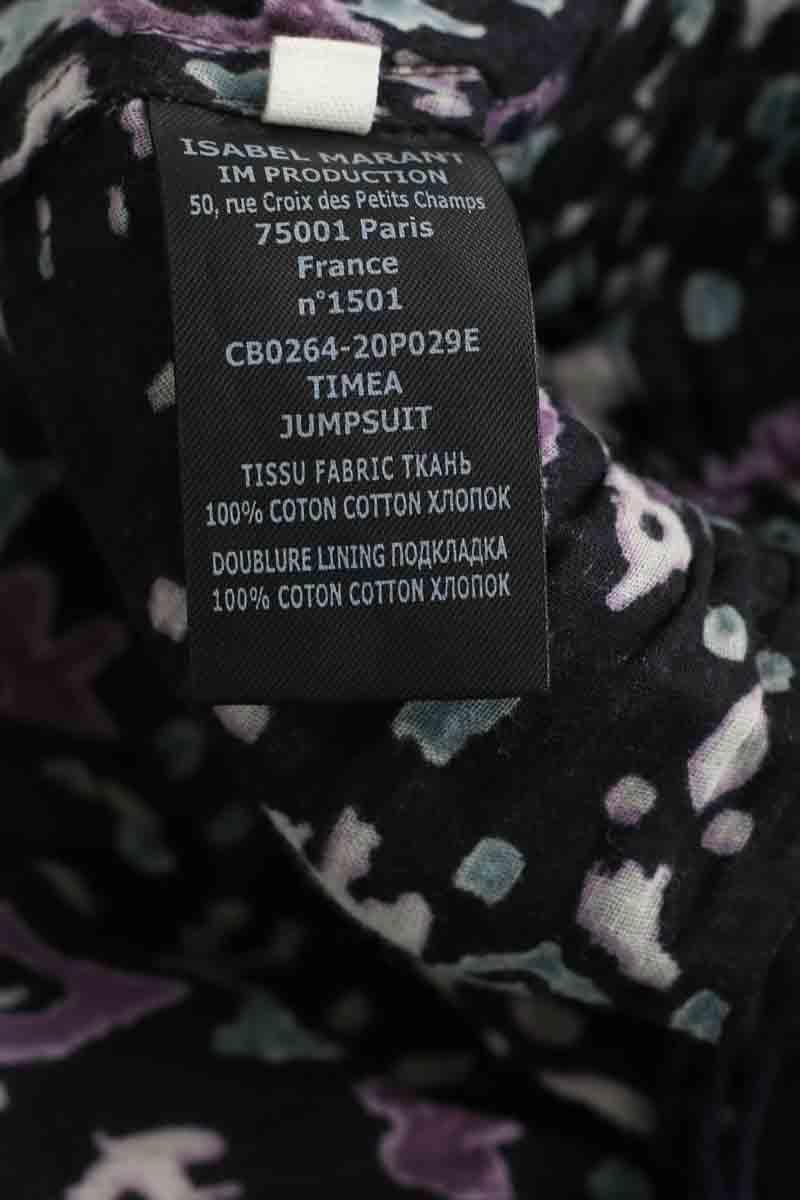 ISABEL MARANT
IM PRODUCTION
50, rue Croix des Petits Champs
75001 Paris
France
n°1501
CB0264-20P029E
TIMEA
JUMPSUIT
TISSU FABRIC ТКАНЬ
100% COTON COTTON ХЛОПОК
DOUBLURE LINING ПОДКЛАДКА
100% COTON COTTON ХЛОПОК